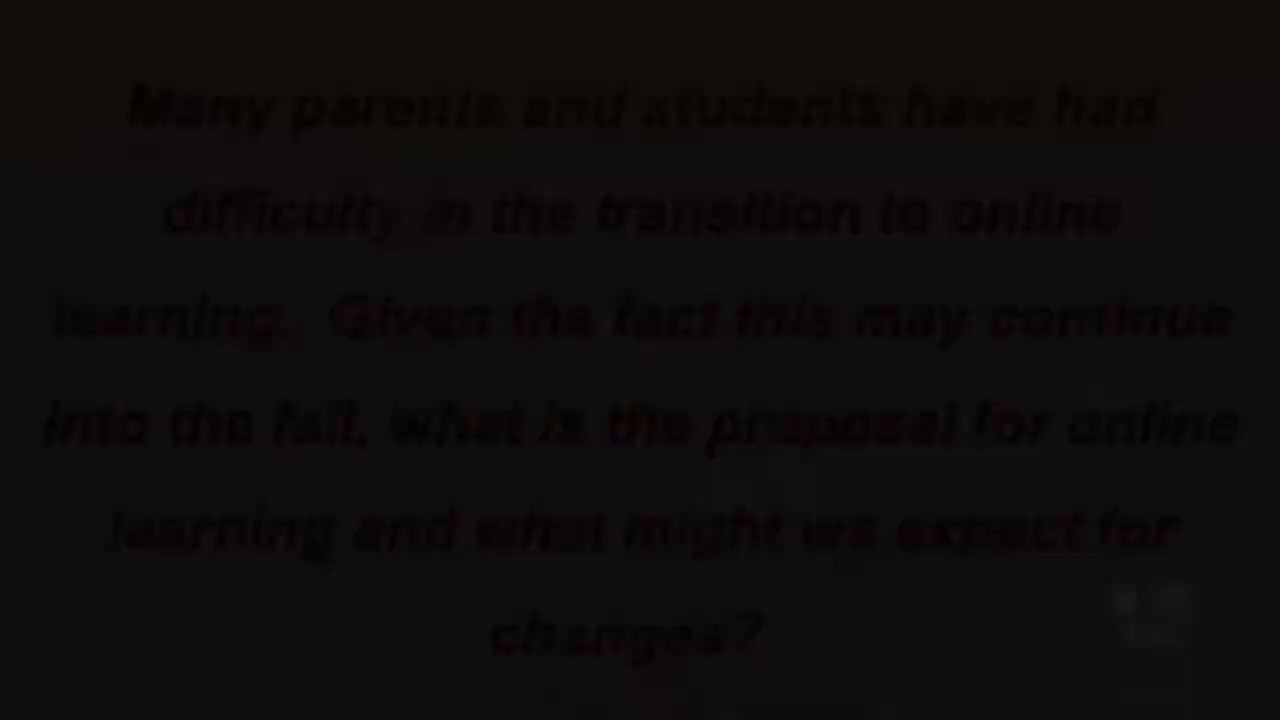 Many parents and students have had
difficulty in the transition to online
learning. Given the fact this may continue
into the fall, what is the proposal for online
learning and what might we expect for
changes?